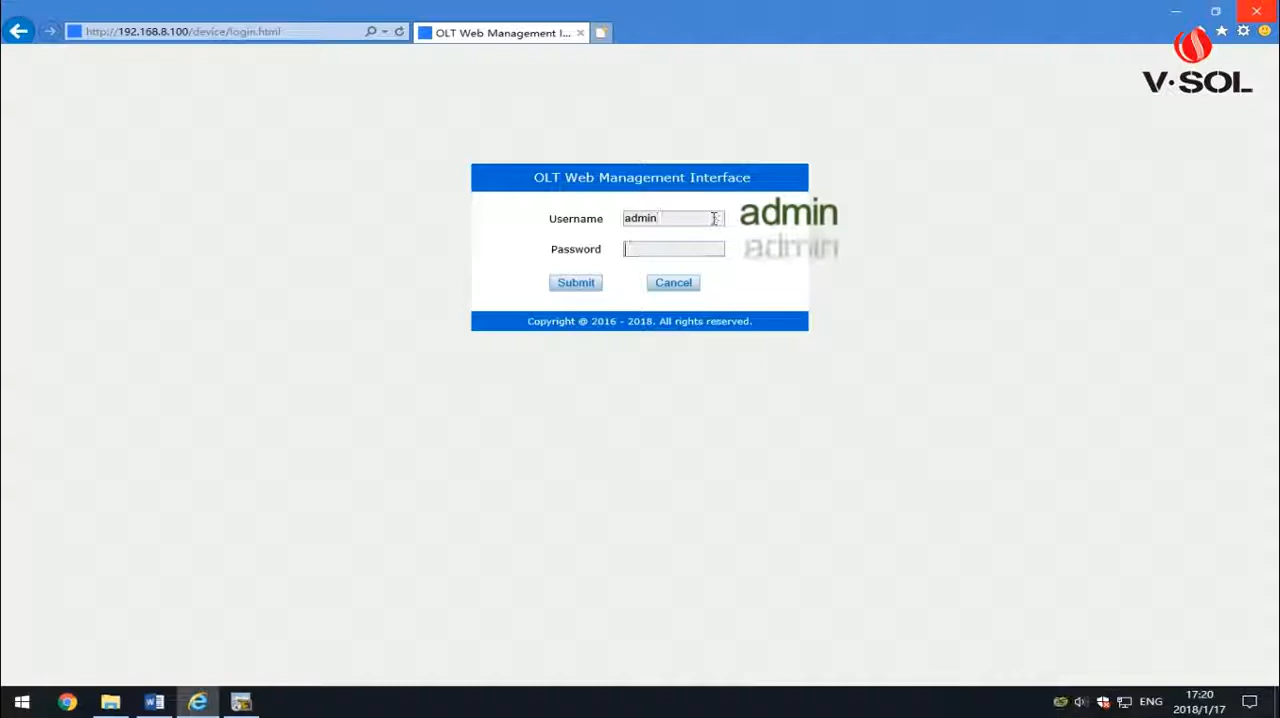 http://192.168.8.100/device/login.html
OLT Web Management I...
V·SOL
OLT Web Management Interface
Username admin
admin
Password
admin
Submit Cancel
Copyright @ 2016 - 2018. All rights reserved.
ENG
17:20
2018/1/17